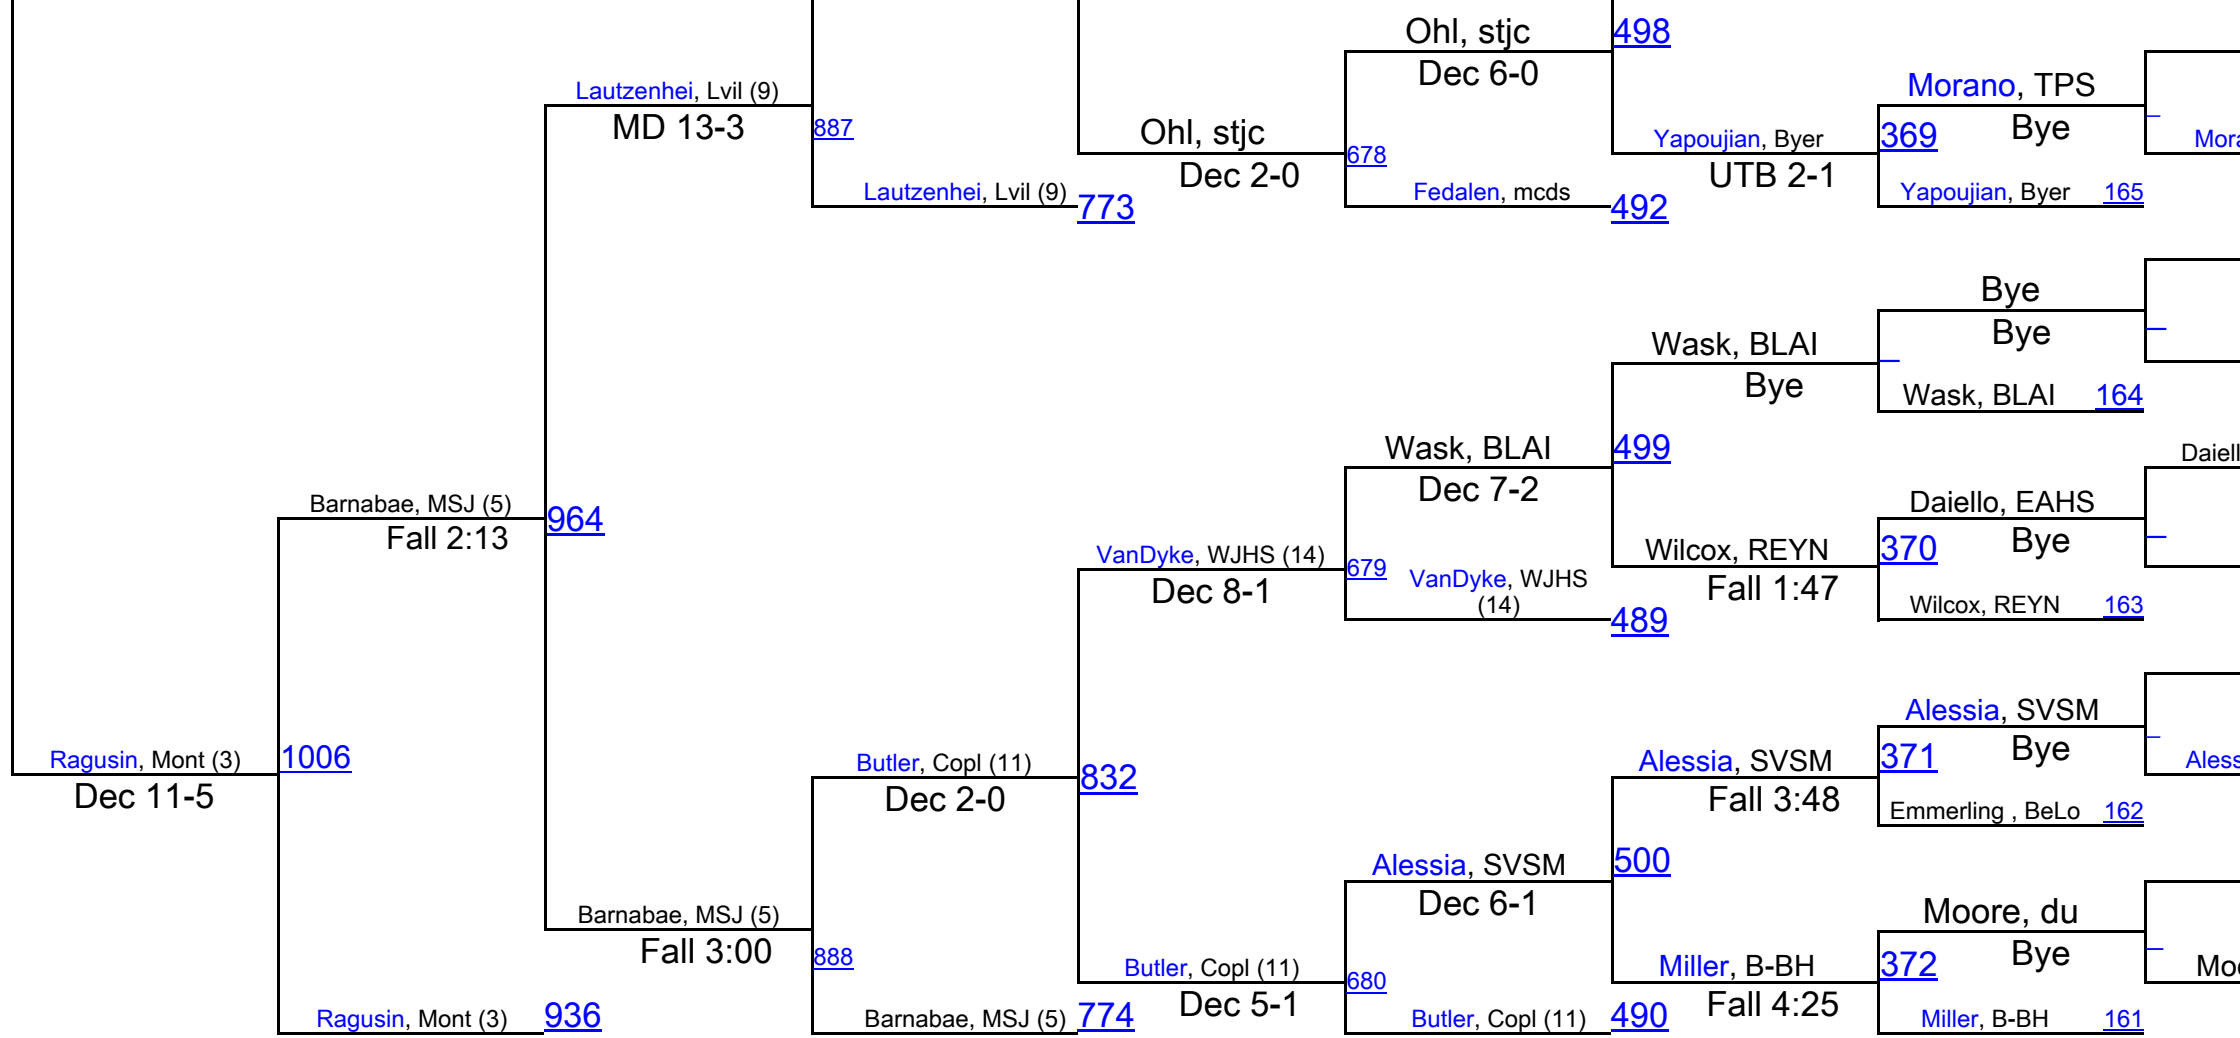 Ohl, stjc
498
Dec 6-0
Lautzenhei, Lvil (9)
MD 13-3
887
Lautzenhei, Lvil (9)
773
Ohl, stjc
Dec 2-0
678
Fedalen, mcds
492
Yapoujian, Byer
UTB 2-1
Morano, TPS
369
Bye
Yapoujian, Byer
165
Mora
Bye
Bye
Wask, BLAI
Bye
Wask, BLAI
164
Wask, BLAI
499
Dec 7-2
Daiell
Daiello, EAHS
Wilcox, REYN
370
Bye
Fall 1:47
Wilcox, REYN
163
VanDyke, WJHS (14)
Dec 8-1
679
VanDyke, WJHS
(14)
489
Barnabae, MSJ (5)
964
Fall 2:13
Ragusin, Mont (3)
1006
Dec 11-5
Butler, Copl (11)
832
Dec 2-0
Alessia, SVSM
Alessia, SVSM
371
Bye
Aless
Fall 3:48
Emmerling , BeLo
162
Alessia, SVSM
500
Dec 6-1
Barnabae, MSJ (5)
Fall 3:00
888
Moore, du
Butler, Copl (11)
680
Miller, B-BH
372
Bye
Moo
Dec 5-1
Fall 4:25
Ragusin, Mont (3)
936
Barnabae, MSJ (5)
774
Butler, Copl (11)
490
Miller, B-BH
161